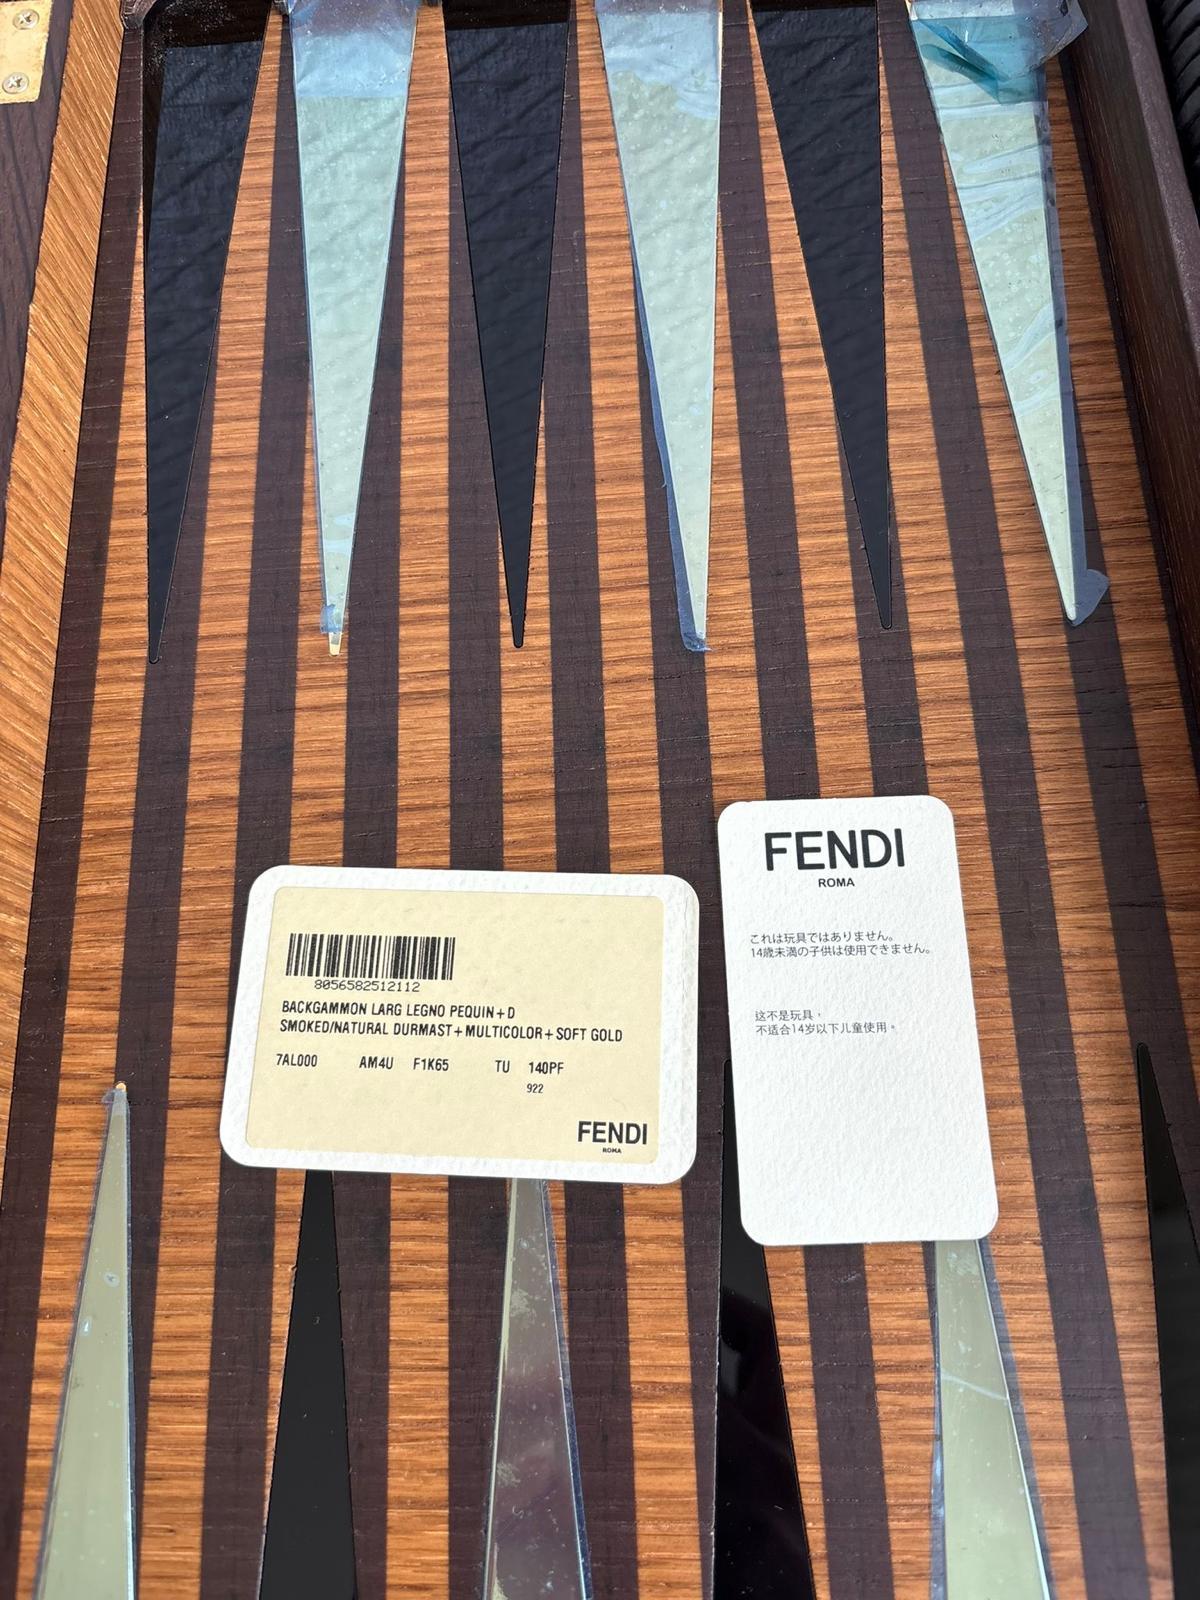 8056582512112
BACKGAMMON LARG LEGNO PEQUIN+D
SMOKED/NATURAL DURMAST+MULTICOLOR+SOFT GOLD
7AL000 AM4U F1K65 TU 140PF
922
FENDI
ROMA
FENDI
ROMA
これは玩具ではありません。
14歳未満の子供は使用できません。
这不是玩具，
不适合14岁以下儿童使用。